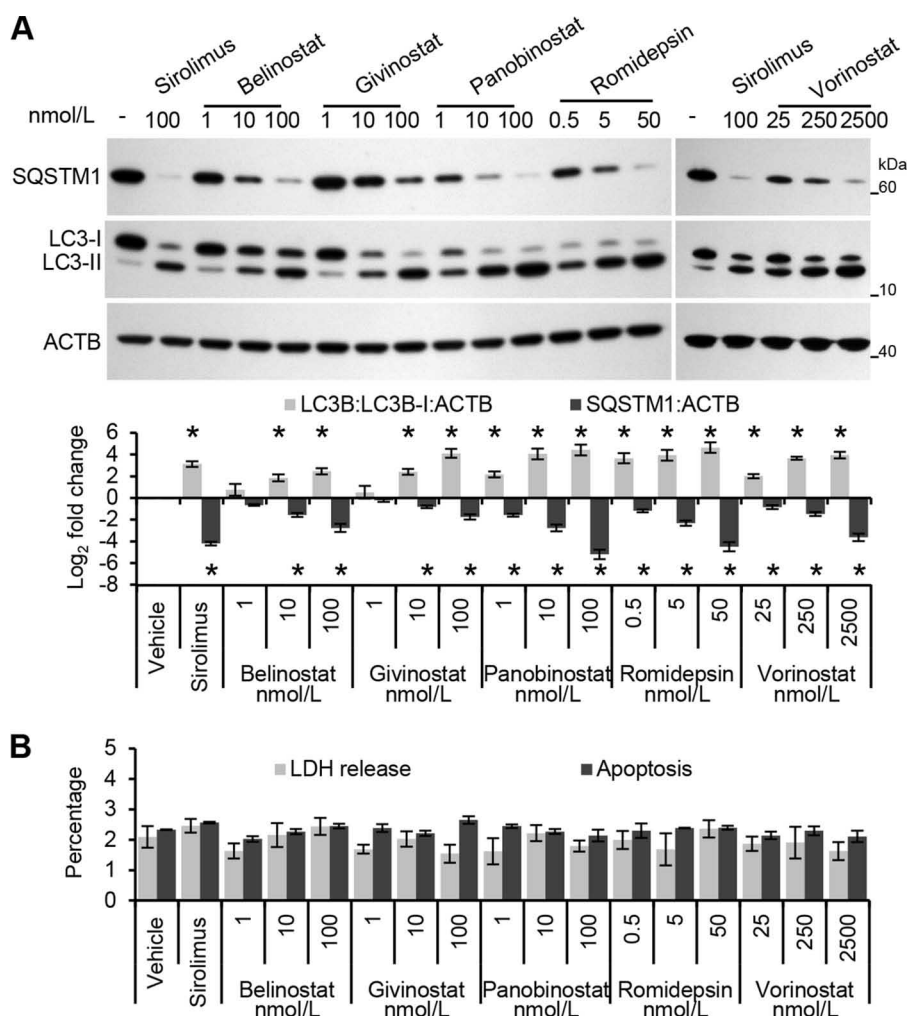 A
Sirolimus Belinostat Givinostat Panobinostat Romidepsin Sirolimus Vorinostat
nmol/L - 100 1 10 100 1 10 100 1 10 100 0.5 5 50 - 100 25 250 2500
SQSTM1
kDa
60
LC3-I
LC3-II
10
ACTB
40
LC3B:LC3B-I:ACTB SQSTM1:ACTB
* * * * * * * * * * * * *
Log2 fold change
6
4
2
0
-2
-4
-6
-8
* * * * * * * * * * * * * *
Vehicle Sirolimus 1 10 100 1 10 100 1 10 100 0.5 5 50 25 250 2500
Belinostat Givinostat Panobinostat Romidepsin Vorinostat
nmol/L nmol/L nmol/L nmol/L nmol/L
B
LDH release Apoptosis
Percentage
5
4
3
2
1
0
Vehicle Sirolimus 1 10 100 1 10 100 1 10 100 0.5 5 50 25 250 2500
Belinostat Givinostat Panobinostat Romidepsin Vorinostat
nmol/L nmol/L nmol/L nmol/L nmol/L